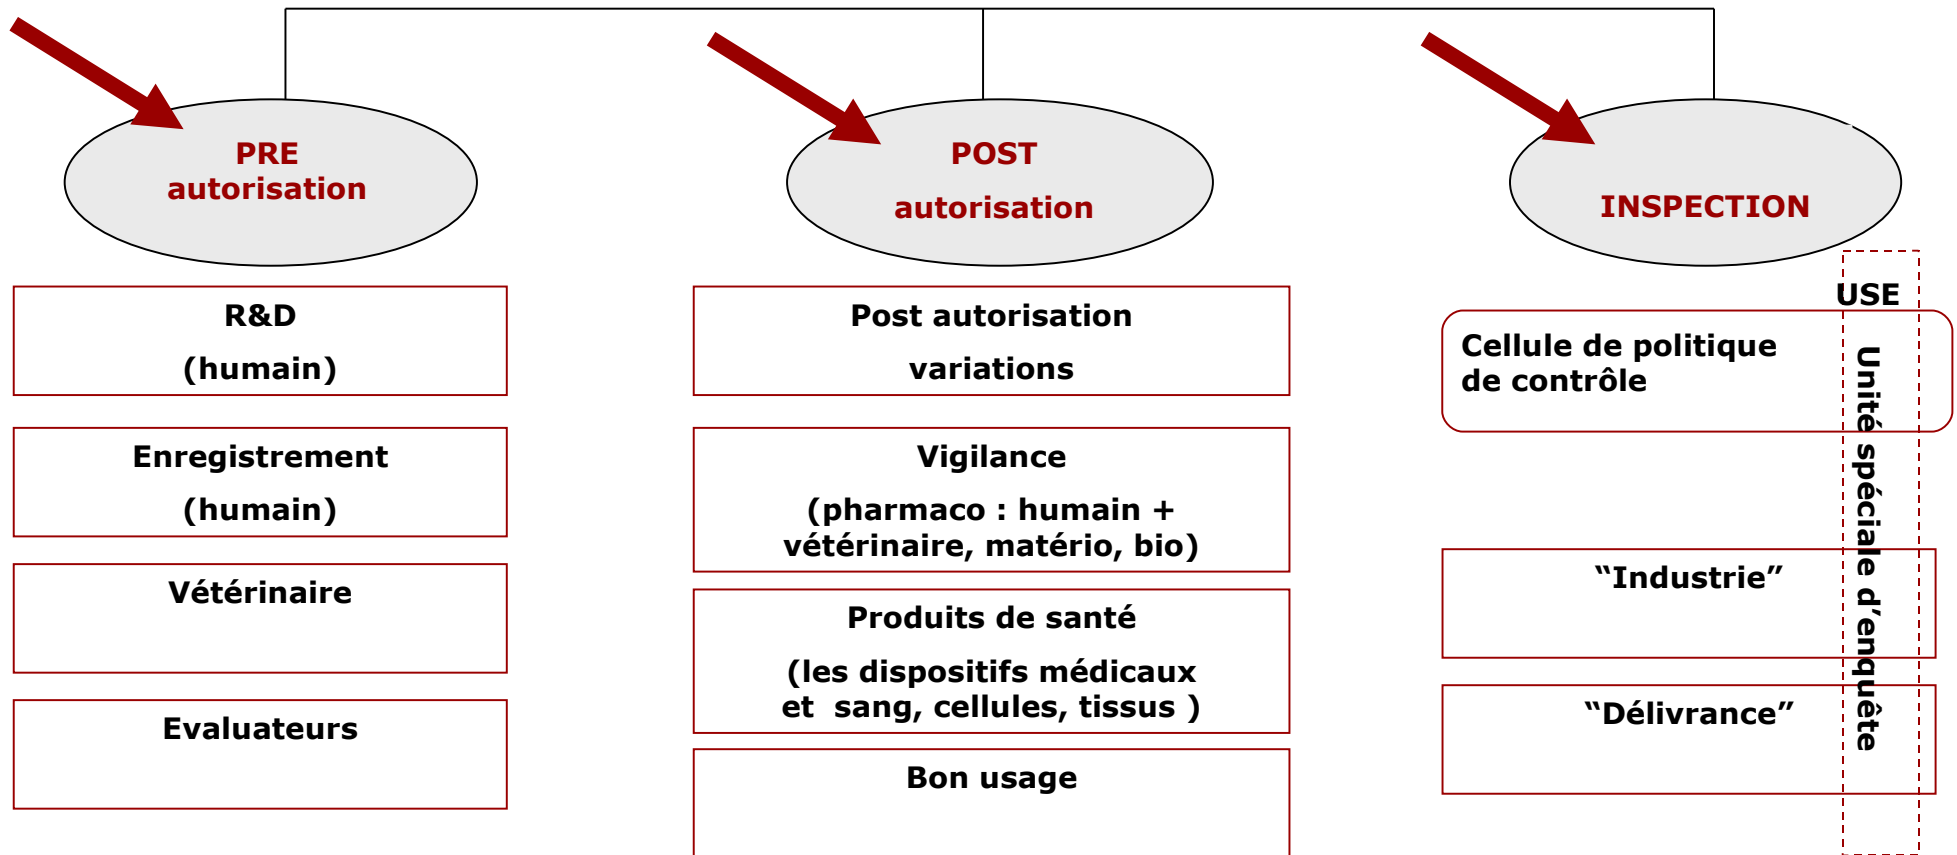 PRE
autorisation
R&D
(humain)
Enregistrement
(humain)
Vétérinaire
Evaluateurs
POST
autorisation
Post autorisation
variations
Vigilance
(pharmaco : humain +
vétérinaire, matério, bio)
Produits de santé
(les dispositifs médicaux
et sang, cellules, tissus )
Bon usage
INSPECTION
USE
Unité spéciale d’enquête
Cellule de politique
de contrôle
“Industrie”
“Délivrance”